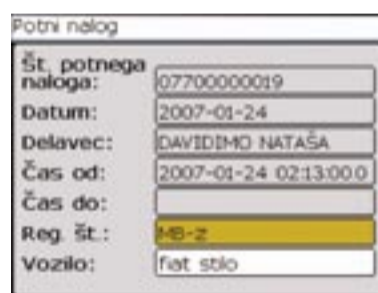 Potni nalog
Št. potnega
naloga: 07700000019
Datum: 2007-01-24
Delavec: DAVIDIMO NATAŠA
Čas od: 2007-01-24 02:13:00.0
Čas do:
Reg. št.: MB-Z
Vozilo: fiat stilo